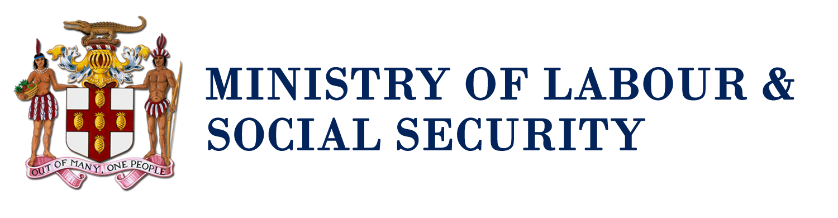 MINISTRY OF LABOUR &
SOCIAL SECURITY
OUT OF MANY, ONE PEOPLE